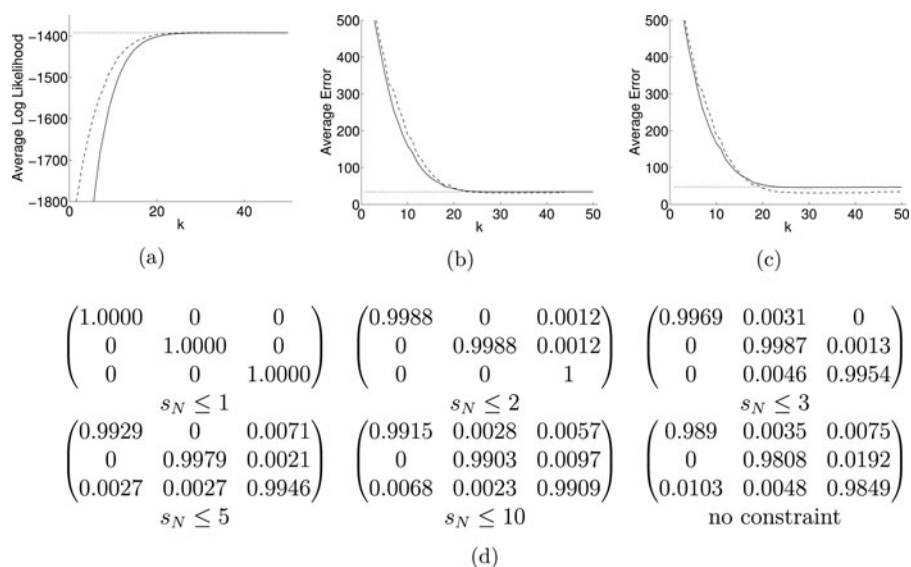 Average Log Likelihood
−1400
−1500
−1600
−1700
−1800
0 20 40
k
(a)
Average Error
500
400
300
200
100
0
0 10 20 30 40 50
k
(b)
Average Error
500
400
300
200
100
0
0 10 20 30 40 50
k
(c)
1.0000 0 0
0 1.0000 0
0 0 1.0000
s_N ≤ 1
0.9988 0 0.0012
0 0.9988 0.0012
0 0 1
s_N ≤ 2
0.9969 0.0031 0
0 0.9987 0.0013
0 0.0046 0.9954
s_N ≤ 3
0.9929 0 0.0071
0 0.9979 0.0021
0.0027 0.0027 0.9946
s_N ≤ 5
0.9915 0.0028 0.0057
0 0.9903 0.0097
0.0068 0.0023 0.9909
s_N ≤ 10
0.989 0.0035 0.0075
0 0.9808 0.0192
0.0103 0.0048 0.9849
no constraint
(d)